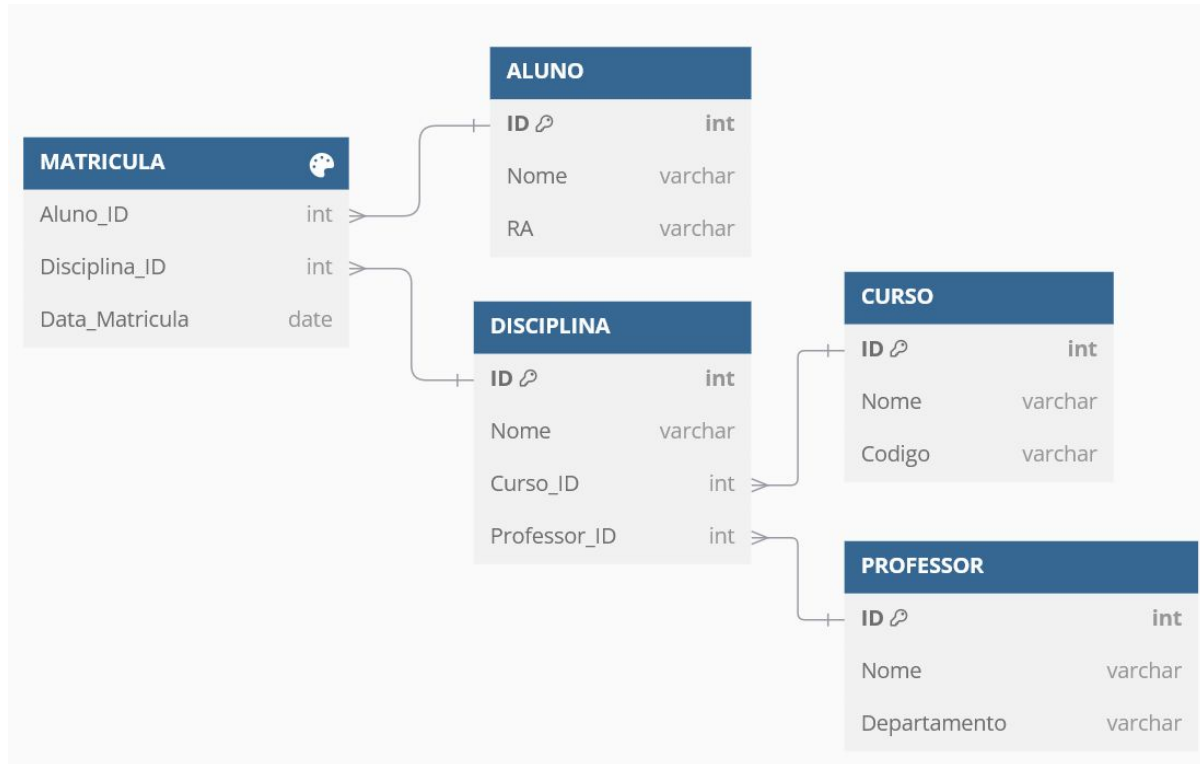 MATRICULA
Aluno_ID int
Disciplina_ID int
Data_Matricula date
ALUNO
ID int
Nome varchar
RA varchar
DISCIPLINA
ID int
Nome varchar
Curso_ID int
Professor_ID int
CURSO
ID int
Nome varchar
Codigo varchar
PROFESSOR
ID int
Nome varchar
Departamento varchar